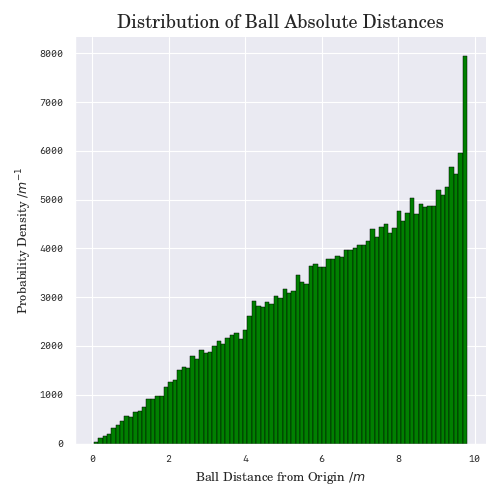 Distribution of Ball Absolute Distances
8000
7000
6000
5000
4000
3000
2000
1000
0
Probability Density /m⁻¹
0 2 4 6 8 10
Ball Distance from Origin /m